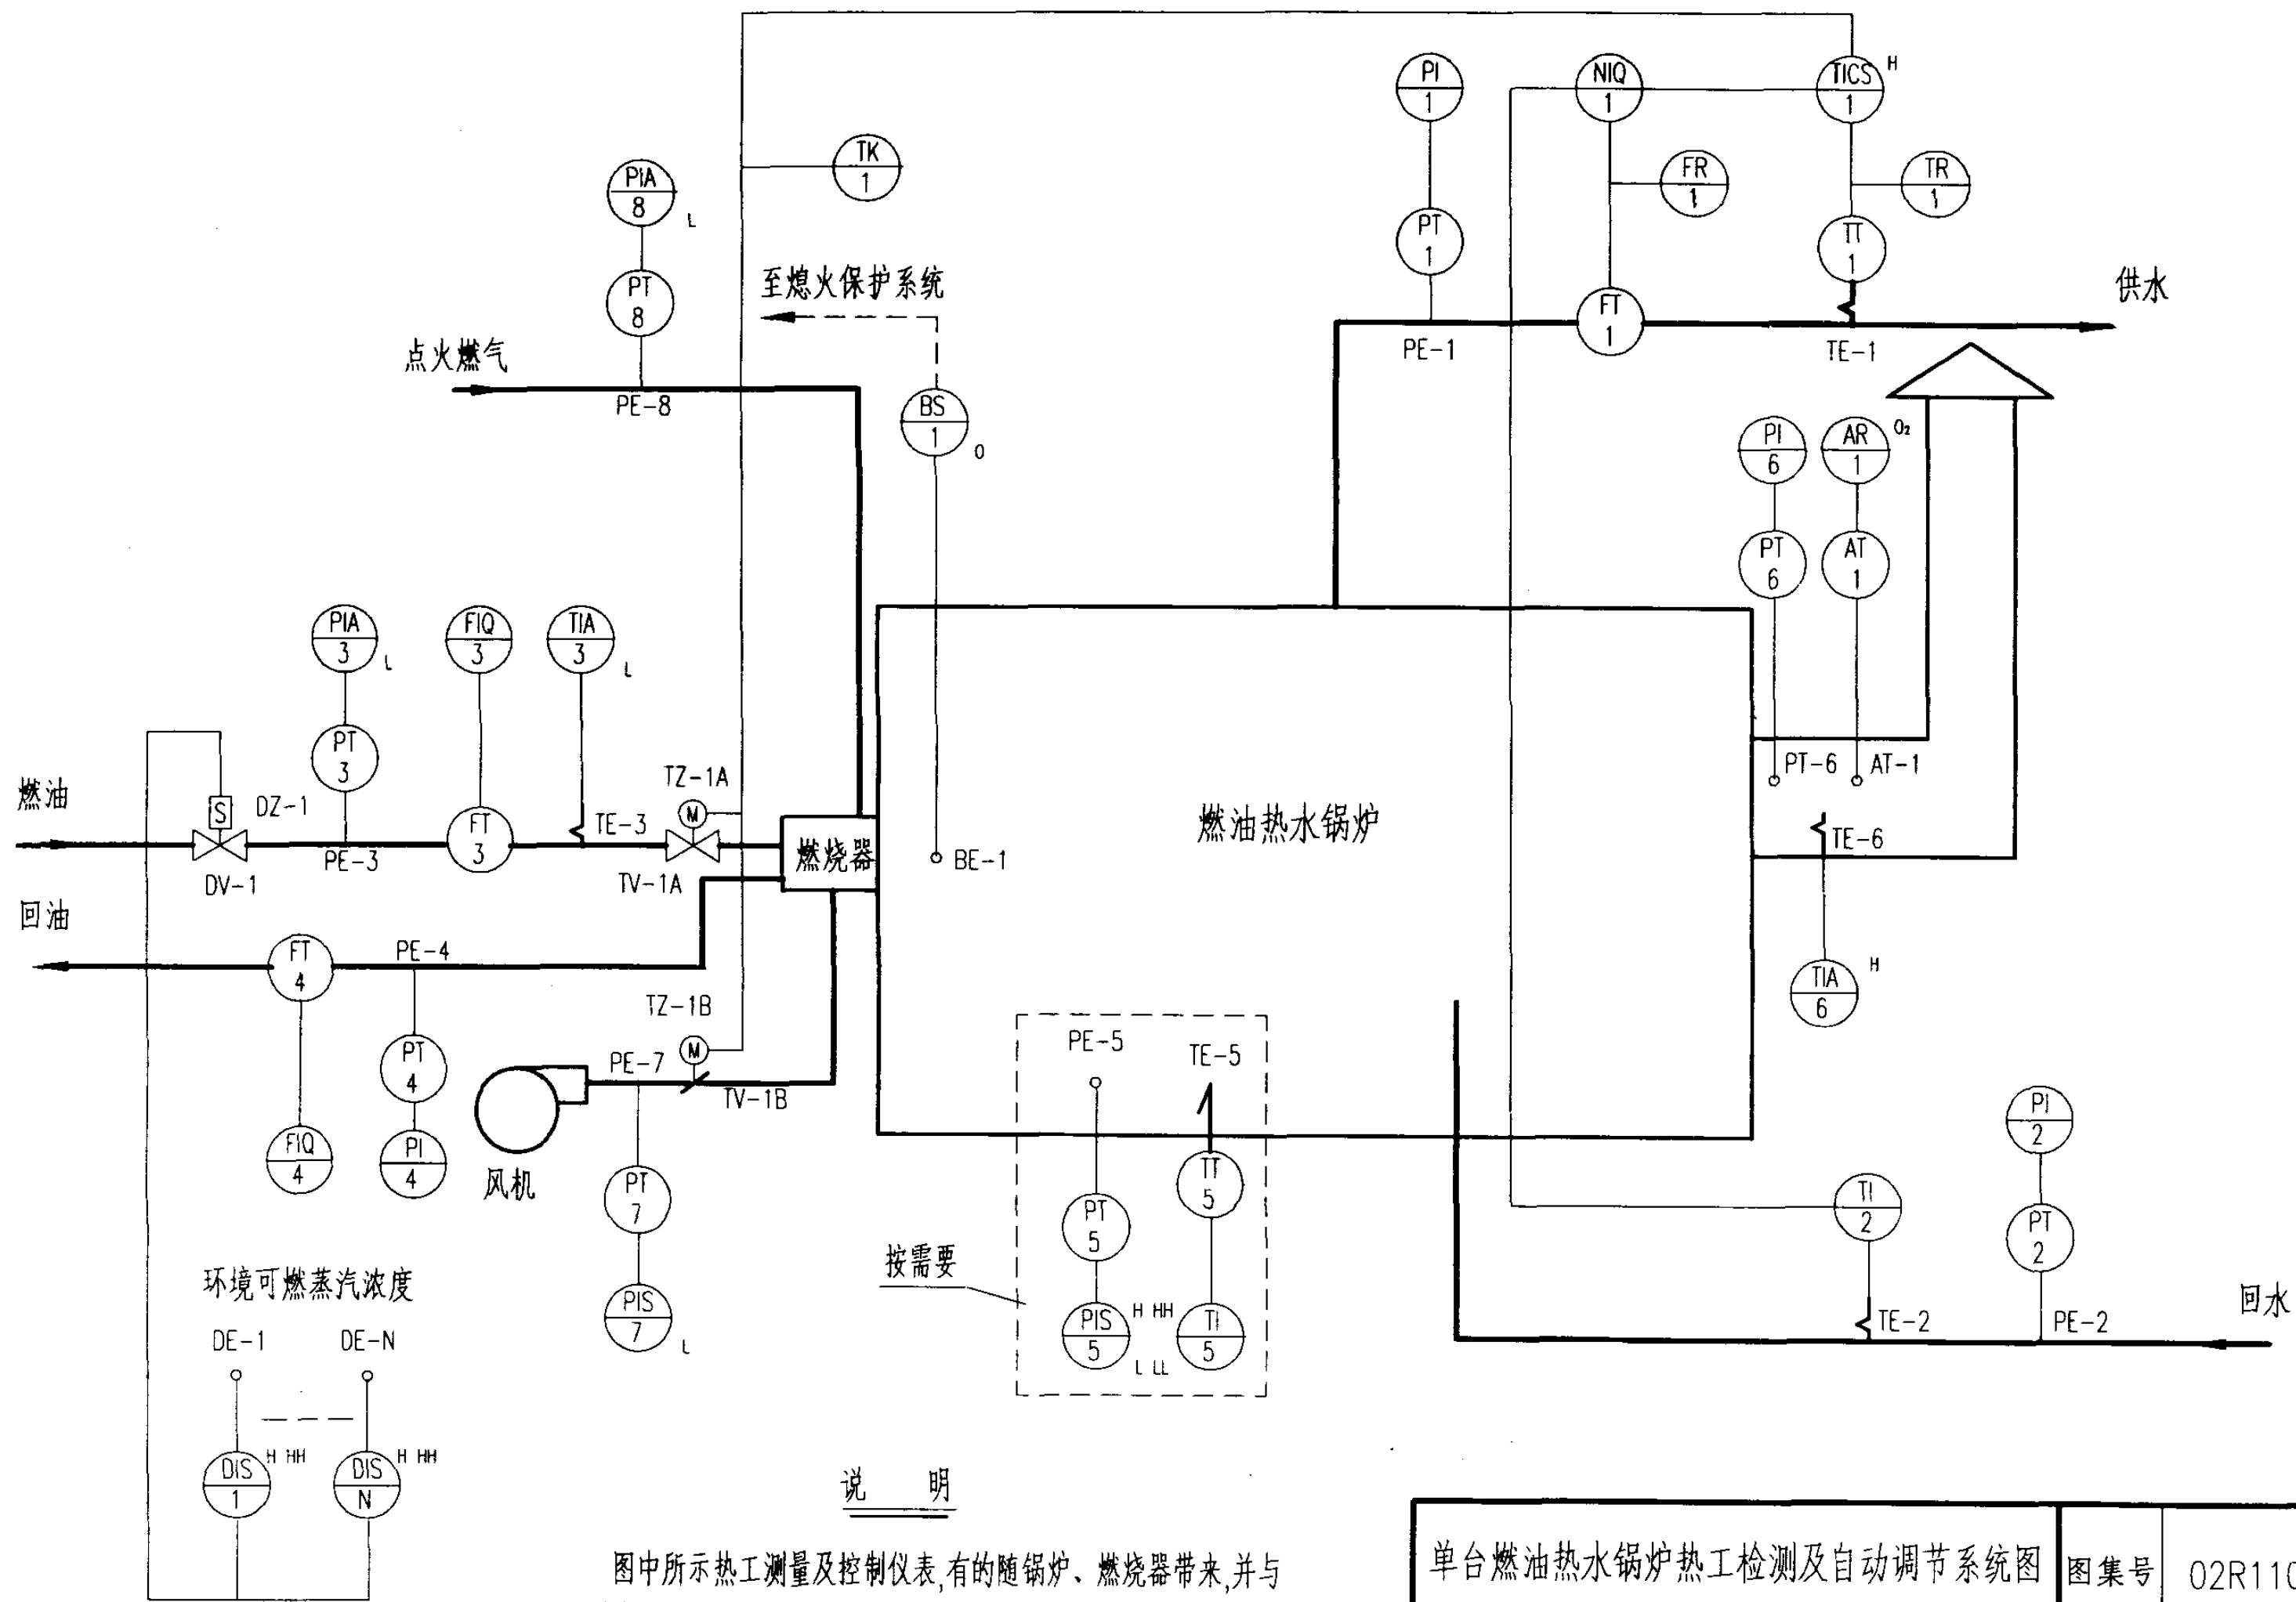 PI
1
NIQ
1
TICS
1
H
TK
1
PIA
8
L
FR
1
TR
1
PT
1
TT
1
PT
8
至熄火保护系统
供水
FT
1
点火燃气
PE-1
TE-1
PE-8
BS
1
O
PI
6
AR
1
O₂
PT
6
AT
1
PIA
3
L
FIQ
3
TIA
3
L
PT
3
TZ-1A
PT-6
AT-1
燃油
S
DZ-1
M
FT
3
TE-3
燃烧器
燃油热水锅炉
TE-6
PE-3
DV-1
TV-1A
BE-1
回油
FT
4
PE-4
TIA
6
H
TZ-1B
PT
4
PE-7
M
TV-1B
PE-5
TE-5
FIQ
4
PI
4
风机
PT
7
TT
5
PT
5
PI
2
TI
2
PT
2
按需要
环境可燃蒸汽浓度
PIS
7
L
PIS
5
H HH
L LL
TI
5
TE-2
PE-2
回水
DE-1
DE-N
DIS
1
H HH
DIS
N
H HH
说 明
图中所示热工测量及控制仪表,有的随锅炉、燃烧器带来,并与
单台燃油热水锅炉热工检测及自动调节系统图
图集号
02R110